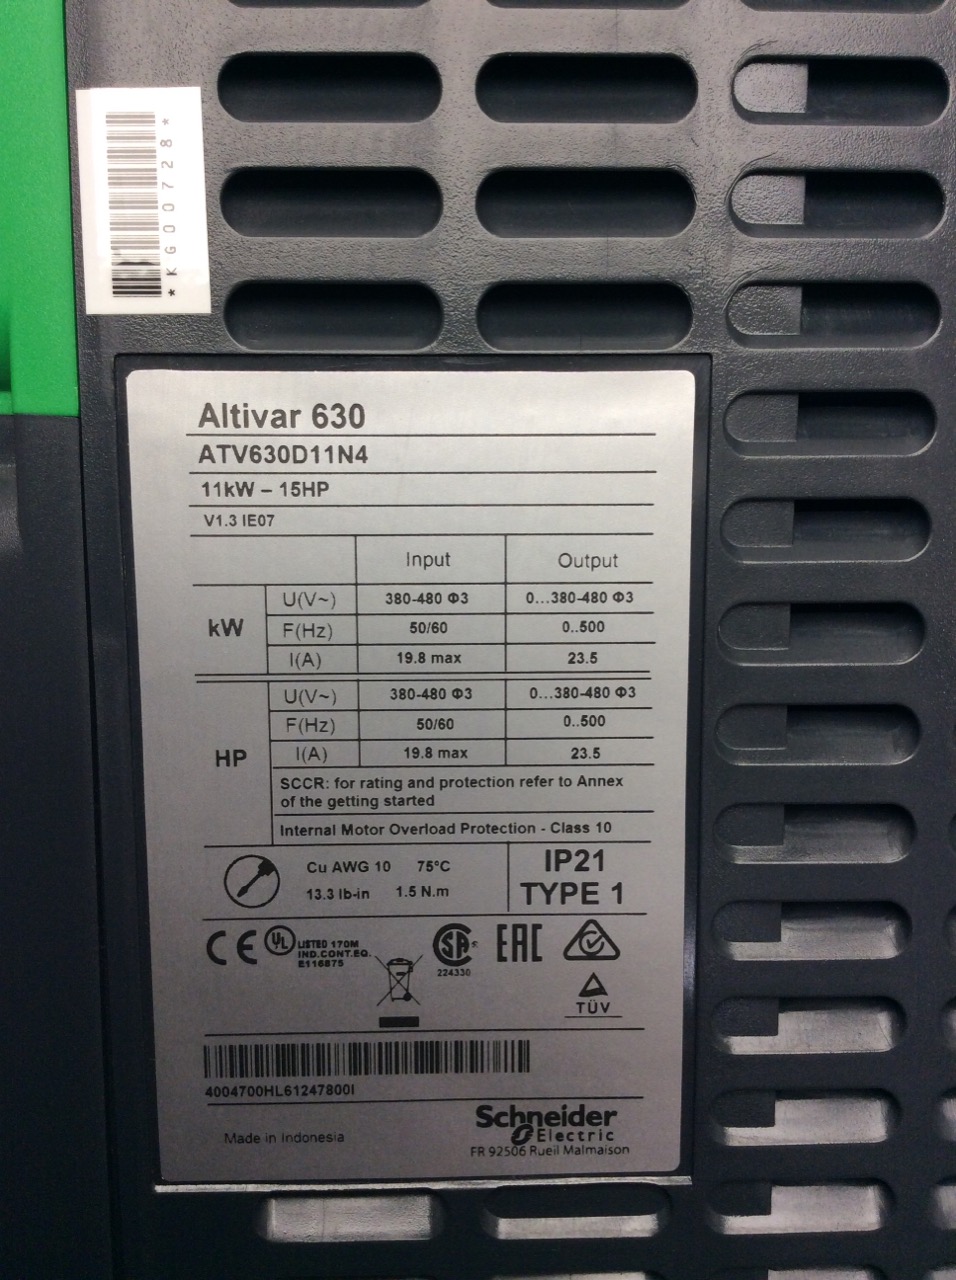 *KG000728*
Altivar 630
ATV630D11N4
11kW – 15HP
V1.3 IE07
Input Output
kW
U(V~) 380-480 Φ3 0...380-480 Φ3
F(Hz) 50/60 0..500
I(A) 19.8 max 23.5
HP
U(V~) 380-480 Φ3 0...380-480 Φ3
F(Hz) 50/60 0..500
I(A) 19.8 max 23.5
SCCR: for rating and protection refer to Annex
of the getting started
Internal Motor Overload Protection - Class 10
Cu AWG 10 75°C
13.3 lb-in 1.5 N.m
IP21
TYPE 1
CE
UL LISTED 170M
IND.CONT.EQ.
E116875
SA
224330
EAC
TÜV
4004700HL61247800I
Made in Indonesia
Schneider
Electric
FR 92506 Rueil Malmaison